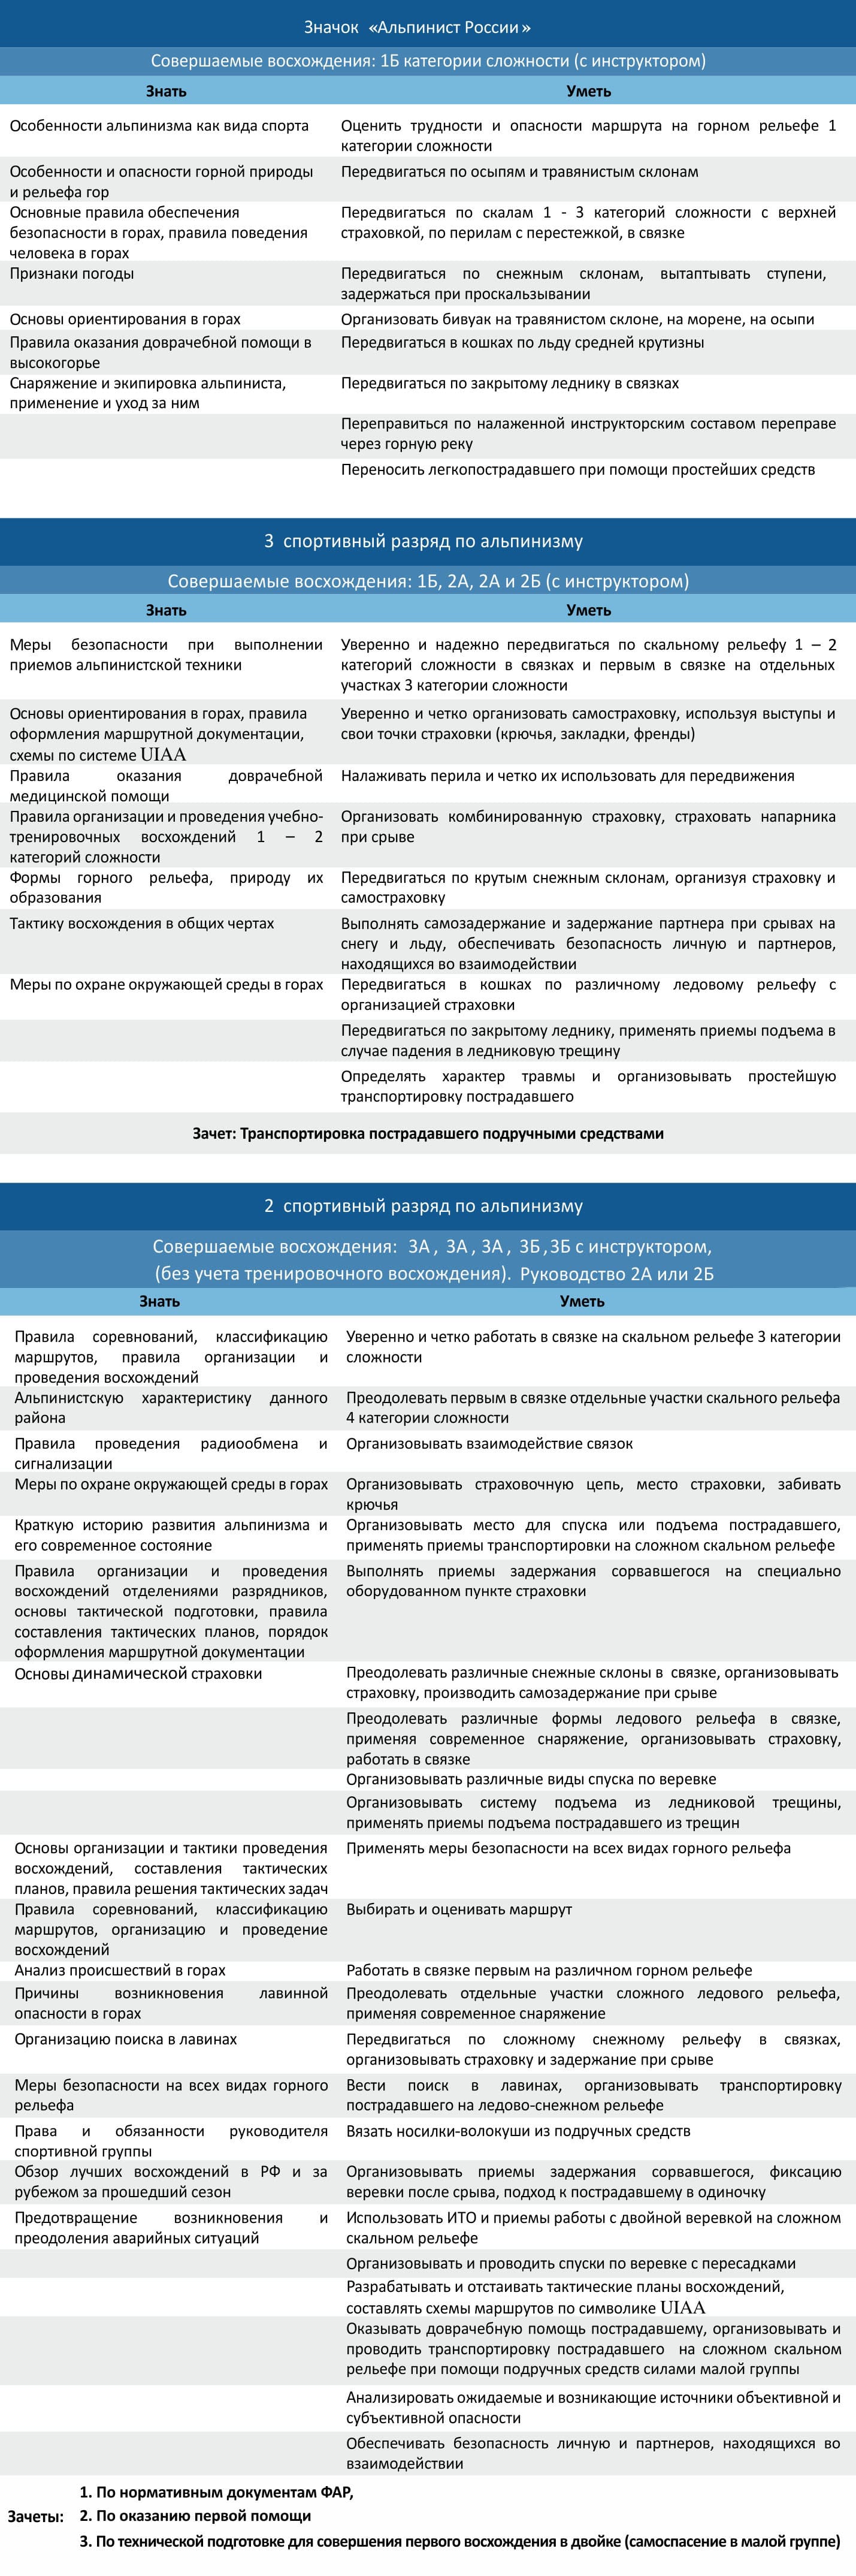 Значок «Альпинист России»
Совершаемые восхождения: 1Б категории сложности (с инструктором)
Знать
Уметь
Особенности альпинизма как вида спорта
Оценить трудности и опасности маршрута на горном рельефе 1
категории сложности
Особенности и опасности горной природы
и рельефа гор
Передвигаться по осыпям и травянистым склонам
Основные правила обеспечения
безопасности в горах, правила поведения
человека в горах
Передвигаться по скалам 1 - 3 категорий сложности с верхней
страховкой, по перилам с перестежкой, в связке
Признаки погоды
Передвигаться по снежным склонам, вытаптывать ступени,
задержаться при проскальзывании
Основы ориентирования в горах
Организовать бивуак на травянистом склоне, на морене, на осыпи
Правила оказания доврачебной помощи в
высокогорье
Передвигаться в кошках по льду средней крутизны
Снаряжение и экипировка альпиниста,
применение и уход за ним
Передвигаться по закрытому леднику в связках
Переправиться по налаженной инструкторским составом переправе
через горную реку
Переносить легкопострадавшего при помощи простейших средств
3 спортивный разряд по альпинизму
Совершаемые восхождения: 1Б, 2А, 2А и 2Б (с инструктором)
Знать
Уметь
Меры безопасности при выполнении
приемов альпинистской техники
Уверенно и надежно передвигаться по скальному рельефу 1 – 2
категорий сложности в связках и первым в связке на отдельных
участках 3 категории сложности
Основы ориентирования в горах, правила
оформления маршрутной документации,
схемы по системе UIAA
Уверенно и четко организовать самостраховку, используя выступы и
свои точки страховки (крючья, закладки, френды)
Правила оказания доврачебной
медицинской помощи
Налаживать перила и четко их использовать для передвижения
Правила организации и проведения учебно-
тренировочных восхождений 1 – 2
категорий сложности
Организовать комбинированную страховку, страховать напарника
при срыве
Формы горного рельефа, природу их
образования
Передвигаться по крутым снежным склонам, организуя страховку и
самостраховку
Тактику восхождения в общих чертах
Выполнять самозадержание и задержание партнера при срывах на
снегу и льду, обеспечивать безопасность личную и партнеров,
находящихся во взаимодействии
Меры по охране окружающей среды в горах
Передвигаться в кошках по различному ледовому рельефу с
организацией страховки
Передвигаться по закрытому леднику, применять приемы подъема в
случае падения в ледниковую трещину
Определять характер травмы и организовывать простейшую
транспортировку пострадавшего
Зачет: Транспортировка пострадавшего подручными средствами
2 спортивный разряд по альпинизму
Совершаемые восхождения: 3А , 3А , 3А , 3Б ,3Б с инструктором,
(без учета тренировочного восхождения). Руководство 2А или 2Б
Знать
Уметь
Правила соревнований, классификацию
маршрутов, правила организации и
проведения восхождений
Уверенно и четко работать в связке на скальном рельефе 3 категории
сложности
Альпинистскую характеристику данного
района
Преодолевать первым в связке отдельные участки скального рельефа
4 категории сложности
Правила проведения радиообмена и
сигнализации
Организовывать взаимодействие связок
Меры по охране окружающей среды в горах
Организовывать страховочную цепь, место страховки, забивать
крючья
Краткую историю развития альпинизма и
его современное состояние
Организовывать место для спуска или подъема пострадавшего,
применять приемы транспортировки на сложном скальном рельефе
Правила организации и проведения
восхождений отделениями разрядников,
основы тактической подготовки, правила
составления тактических планов, порядок
оформления маршрутной документации
Выполнять приемы задержания сорвавшегося на специально
оборудованном пункте страховки
Основы динамической страховки
Преодолевать различные снежные склоны в связке, организовывать
страховку, производить самозадержание при срыве
Преодолевать различные формы ледового рельефа в связке,
применяя современное снаряжение, организовывать страховку,
работать в связке
Организовывать различные виды спуска по веревке
Организовывать систему подъема из ледниковой трещины,
применять приемы подъема пострадавшего из трещин
Основы организации и тактики проведения
восхождений, составления тактических
планов, правила решения тактических задач
Применять меры безопасности на всех видах горного рельефа
Правила соревнований, классификацию
маршрутов, организацию и проведение
восхождений
Выбирать и оценивать маршрут
Анализ происшествий в горах
Работать в связке первым на различном горном рельефе
Причины возникновения лавинной
опасности в горах
Преодолевать отдельные участки сложного ледового рельефа,
применяя современное снаряжение
Организацию поиска в лавинах
Передвигаться по сложному снежному рельефу в связках,
организовывать страховку и задержание при срыве
Меры безопасности на всех видах горного
рельефа
Вести поиск в лавинах, организовывать транспортировку
пострадавшего на ледово-снежном рельефе
Права и обязанности руководителя
спортивной группы
Вязать носилки-волокуши из подручных средств
Обзор лучших восхождений в РФ и за
рубежом за прошедший сезон
Организовывать приемы задержания сорвавшегося, фиксацию
веревки после срыва, подход к пострадавшему в одиночку
Предотвращение возникновения и
преодоления аварийных ситуаций
Использовать ИТО и приемы работы с двойной веревкой на сложном
скальном рельефе
Организовывать и проводить спуски по веревке с пересадками
Разрабатывать и отстаивать тактические планы восхождений,
составлять схемы маршрутов по символике UIAA
Оказывать доврачебную помощь пострадавшему, организовывать и
проводить транспортировку пострадавшего на сложном скальном
рельефе при помощи подручных средств силами малой группы
Анализировать ожидаемые и возникающие источники объективной и
субъективной опасности
Обеспечивать безопасность личную и партнеров, находящихся во
взаимодействии
Зачеты:
1. По нормативным документам ФАР,
2. По оказанию первой помощи
3. По технической подготовке для совершения первого восхождения в двойке (самоспасение в малой группе)